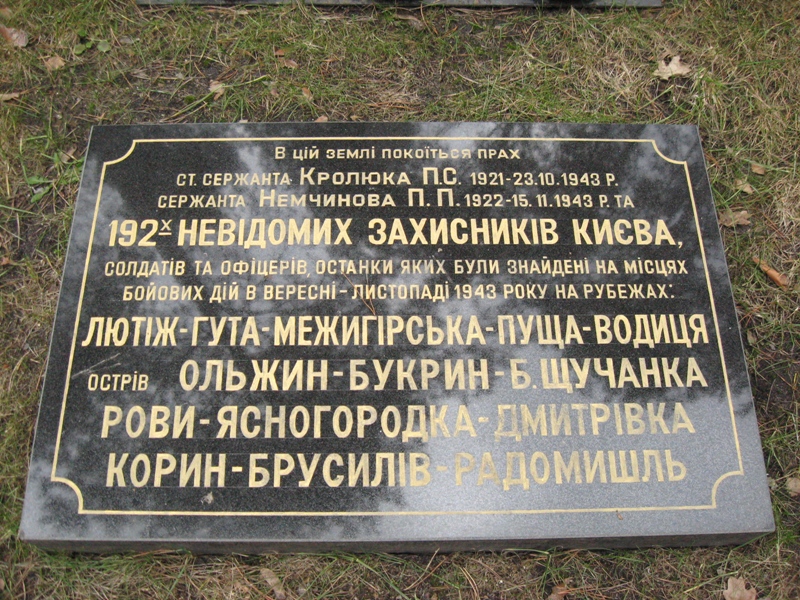 В цій землі покоїться прах
ст. сержанта Кролюка П.С. 1921-23.10.1943 р.
сержанта Немчинова П.П. 1922-15.11.1943 р. та
192х НЕВІДОМИХ ЗАХИСНИКІВ КИЄВА,
солдатів та офіцерів, останки яких були знайдені на місцях
бойових дій в вересні-листопаді 1943 року на рубежах:
ЛЮТІЖ-ГУТА-МЕЖИГІРСЬКА-ПУЩА-ВОДИЦЯ
острів ОЛЬЖИН-БУКРИН-Б.ЩУЧАНКА
РОВИ-ЯСНОГОРОДКА-ДМИТРІВКА
КОРИН-БРУСИЛІВ-РАДОМИШЛЬ